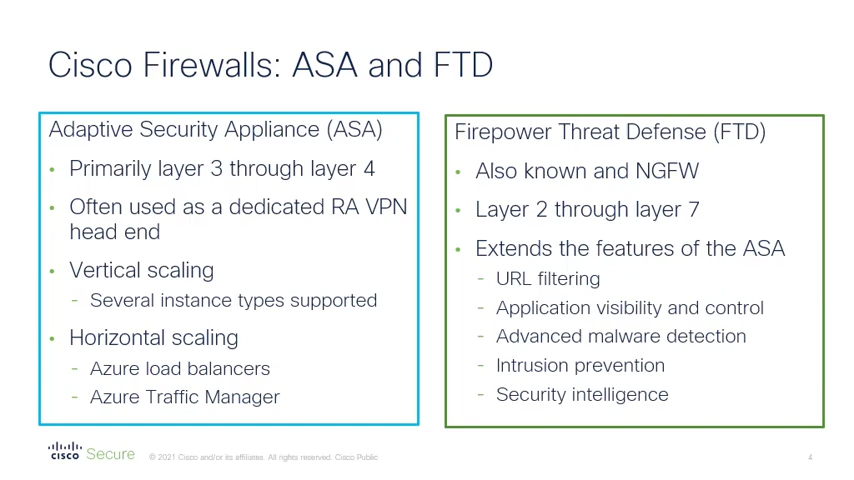 Cisco Firewalls: ASA and FTD
Adaptive Security Appliance (ASA)
• Primarily layer 3 through layer 4
• Often used as a dedicated RA VPN
head end
• Vertical scaling
- Several instance types supported
• Horizontal scaling
- Azure load balancers
- Azure Traffic Manager
Firepower Threat Defense (FTD)
• Also known and NGFW
• Layer 2 through layer 7
• Extends the features of the ASA
- URL filtering
- Application visibility and control
- Advanced malware detection
- Intrusion prevention
- Security intelligence
cisco Secure
© 2021 Cisco and/or its affiliates. All rights reserved. Cisco Public
4